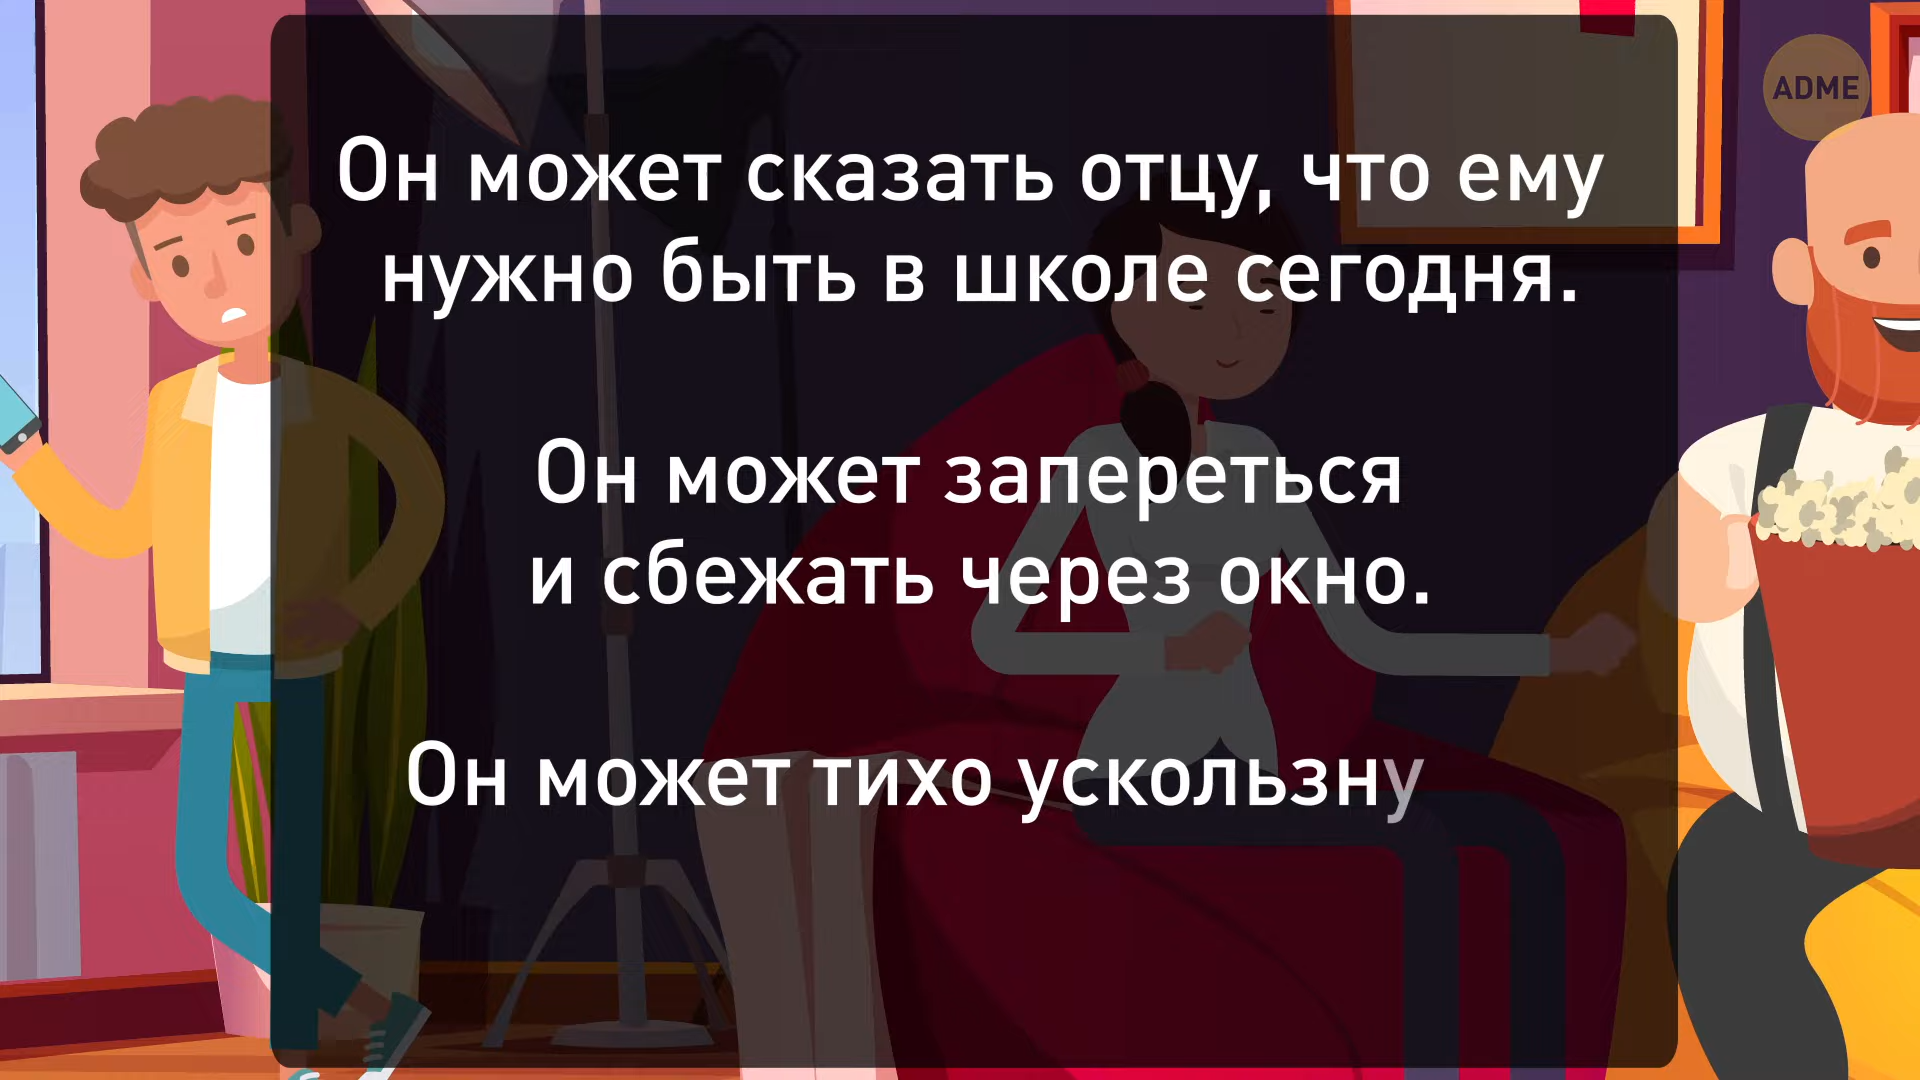 ADME
Он может сказать отцу, что ему
нужно быть в школе сегодня.
Он может запереться
и сбежать через окно.
Он может тихо ускользну